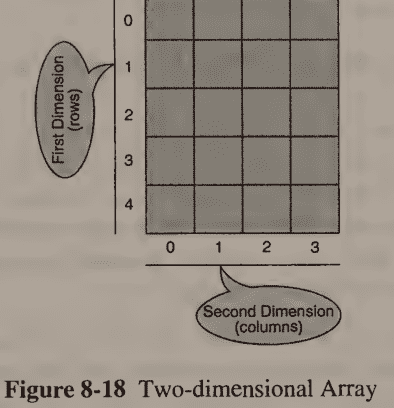 0
1
2
3
4
First Dimension
(rows)
0 1 2 3
Second Dimension
(columns)
Figure 8-18 Two-dimensional Array